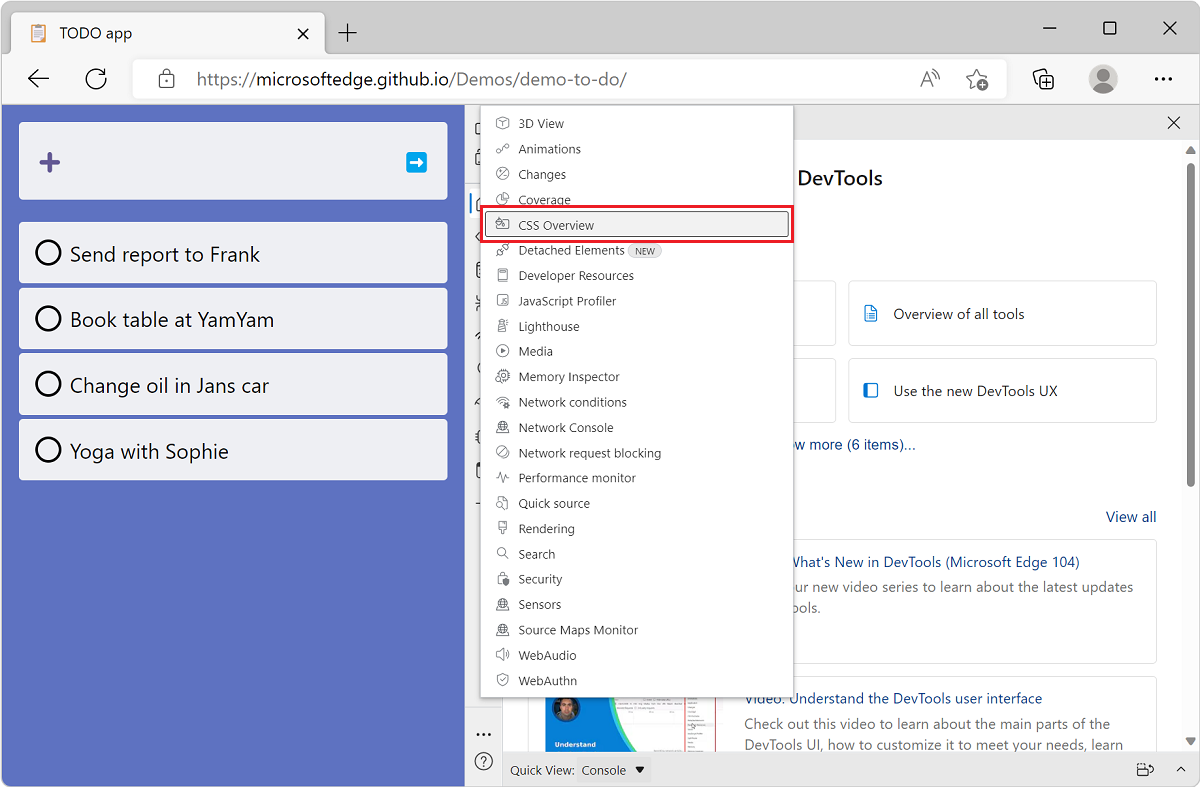 TODO app
https://microsoftedge.github.io/Demos/demo-to-do/
Send report to Frank
Book table at YamYam
Change oil in Jans car
Yoga with Sophie
3D View
Animations
Changes
Coverage
CSS Overview
Detached Elements NEW
Developer Resources
JavaScript Profiler
Lighthouse
Media
Memory Inspector
Network conditions
Network Console
Network request blocking
Performance monitor
Quick source
Rendering
Search
Security
Sensors
Source Maps Monitor
WebAudio
WebAuthn
DevTools
Overview of all tools
Use the new DevTools UX
more (6 items)...
View all
What's New in DevTools (Microsoft Edge 104)
new video series to learn about the latest updates
Video: Understand the DevTools user interface
Check out this video to learn about the main parts of the
DevTools UI, how to customize it to meet your needs, learn
Understand
Quick View: Console